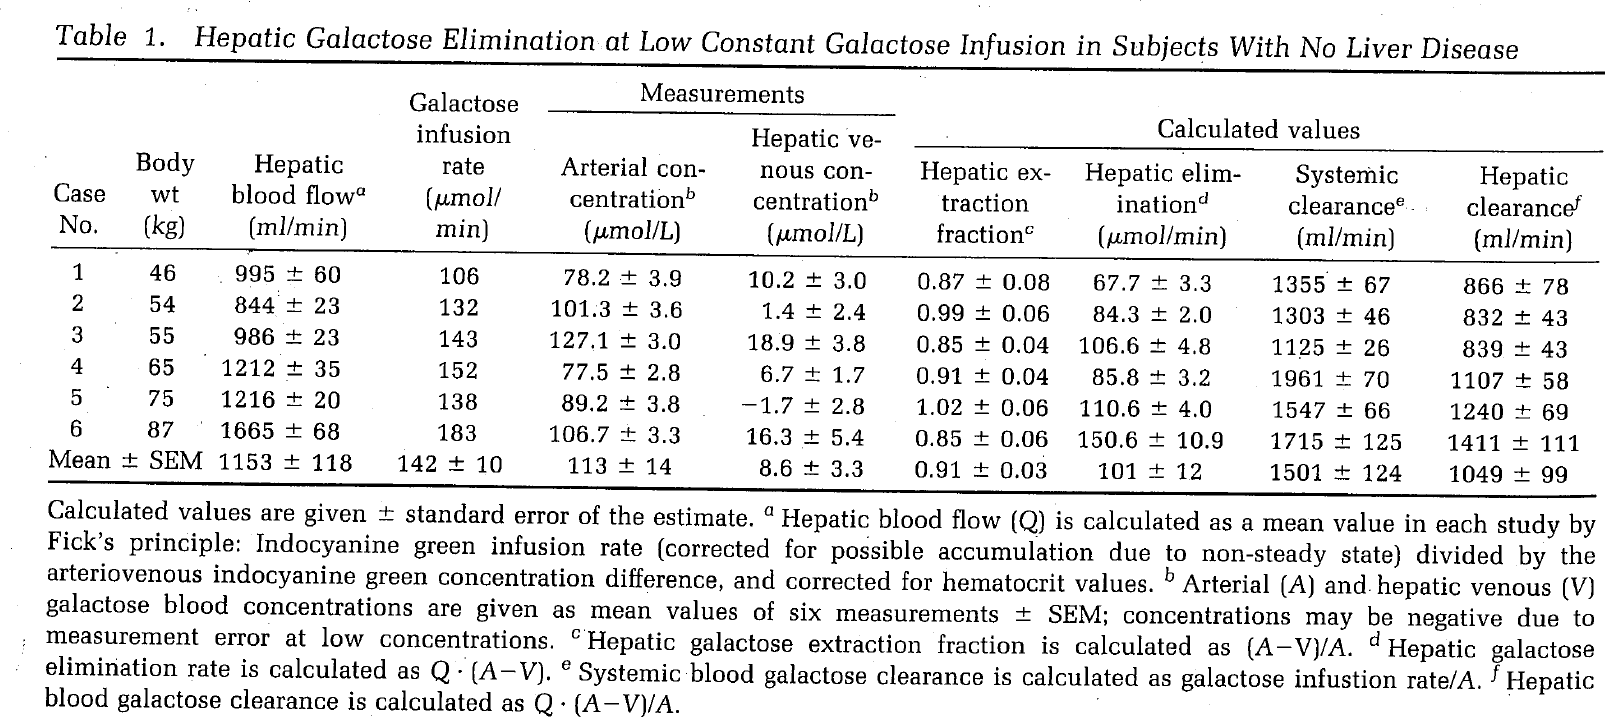 Table 1. Hepatic Galactose Elimination at Low Constant Galactose Infusion in Subjects With No Liver Disease
Measurements
Calculated values
Case No. Body wt (kg) Hepatic blood flowa (ml/min) Galactose infusion rate (μmol/ min) Arterial con- centrationb (μmol/L) Hepatic ve- nous con- centrationb (μmol/L) Hepatic ex- traction fractionc Hepatic elim- inationd (μmol/min) Systemic clearancee (ml/min) Hepatic clearancef (ml/min)
1 46 995 ± 60 106 78.2 ± 3.9 10.2 ± 3.0 0.87 ± 0.08 67.7 ± 3.3 1355 ± 67 866 ± 78
2 54 844 ± 23 132 101.3 ± 3.6 1.4 ± 2.4 0.99 ± 0.06 84.3 ± 2.0 1303 ± 46 832 ± 43
3 55 986 ± 23 143 127.1 ± 3.0 18.9 ± 3.8 0.85 ± 0.04 106.6 ± 4.8 1125 ± 26 839 ± 43
4 65 1212 ± 35 152 77.5 ± 2.8 6.7 ± 1.7 0.91 ± 0.04 85.8 ± 3.2 1961 ± 70 1107 ± 58
5 75 1216 ± 20 138 89.2 ± 3.8 −1.7 ± 2.8 1.02 ± 0.06 110.6 ± 4.0 1547 ± 66 1240 ± 69
6 87 1665 ± 68 183 106.7 ± 3.3 16.3 ± 5.4 0.85 ± 0.06 150.6 ± 10.9 1715 ± 125 1411 ± 111
Mean ± SEM 1153 ± 118 142 ± 10 113 ± 14 8.6 ± 3.3 0.91 ± 0.03 101 ± 12 1501 ± 124 1049 ± 99
Calculated values are given ± standard error of the estimate. a Hepatic blood flow (Q) is calculated as a mean value in each study by
Fick's principle: Indocyanine green infusion rate (corrected for possible accumulation due to non-steady state) divided by the
arteriovenous indocyanine green concentration difference, and corrected for hematocrit values. b Arterial (A) and hepatic venous (V)
galactose blood concentrations are given as mean values of six measurements ± SEM; concentrations may be negative due to
measurement error at low concentrations. c Hepatic galactose extraction fraction is calculated as (A−V)/A. d Hepatic galactose
elimination rate is calculated as Q · (A−V). e Systemic blood galactose clearance is calculated as galactose infustion rate/A. f Hepatic
blood galactose clearance is calculated as Q · (A−V)/A.